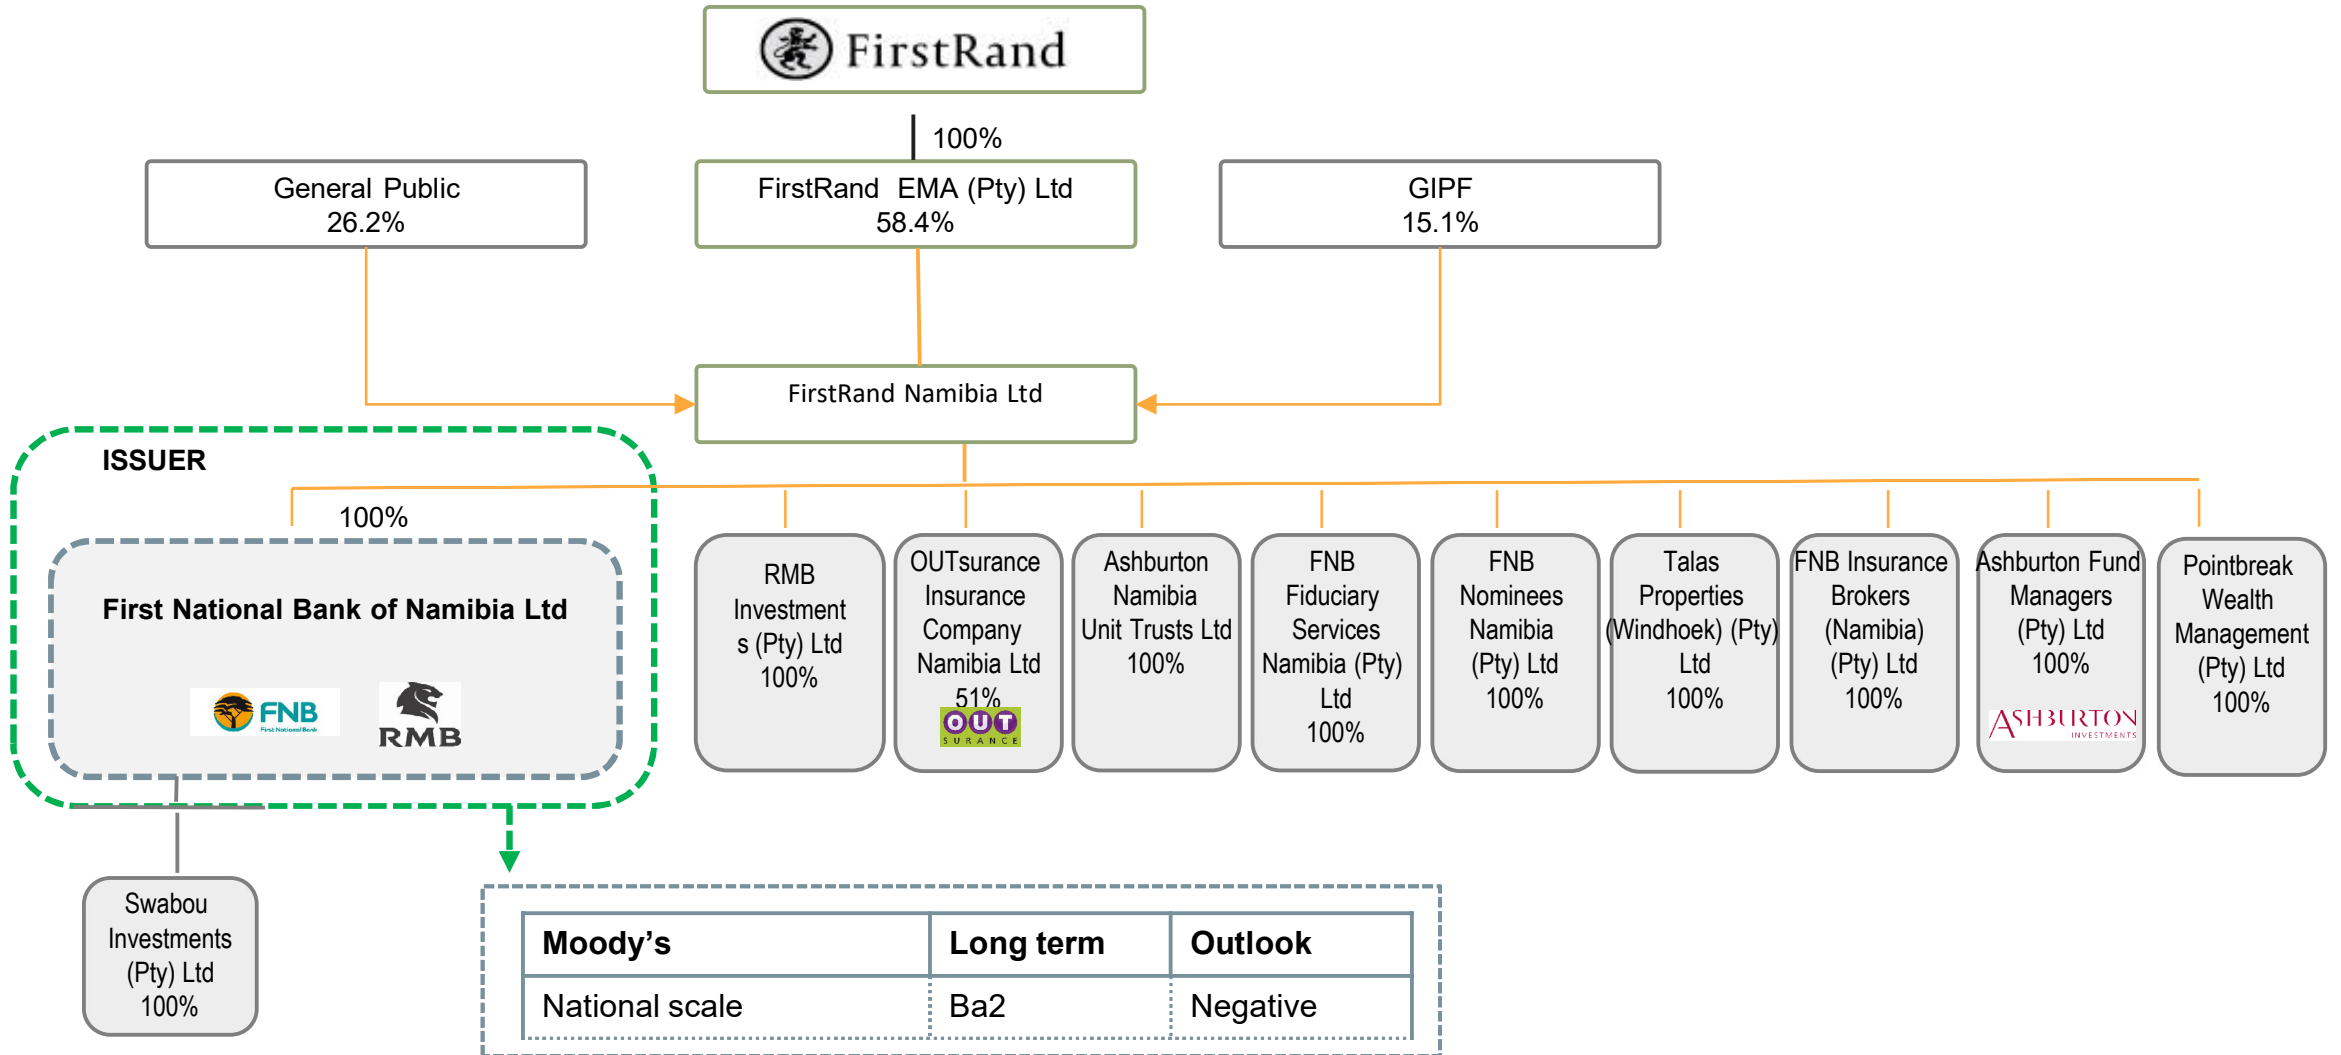 FirstRand
100%
General Public
26.2%
FirstRand EMA (Pty) Ltd
58.4%
GIPF
15.1%
FirstRand Namibia Ltd
ISSUER
100%
First National Bank of Namibia Ltd
FNB
First National Bank
RMB
RMB
Investment
s (Pty) Ltd
100%
OUTsurance
Insurance
Company
Namibia Ltd
51%
OUT
SURANCE
Ashburton
Namibia
Unit Trusts Ltd
100%
FNB
Fiduciary
Services
Namibia (Pty)
Ltd
100%
FNB
Nominees
Namibia
(Pty) Ltd
100%
Talas
Properties
(Windhoek) (Pty)
Ltd
100%
FNB Insurance
Brokers
(Namibia)
(Pty) Ltd
100%
Ashburton Fund
Managers
(Pty) Ltd
100%
ASHBURTON
INVESTMENTS
Pointbreak
Wealth
Management
(Pty) Ltd
100%
Swabou
Investments
(Pty) Ltd
100%
Moody’s Long term Outlook
National scale Ba2 Negative